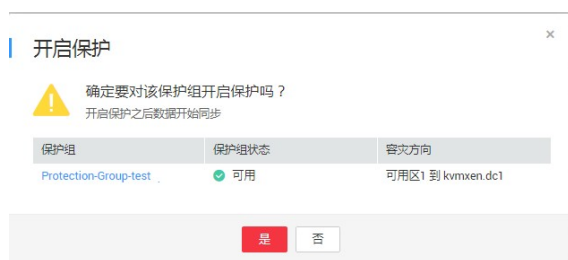 开启保护
×
确定要对该保护组开启保护吗？
开启保护之后数据开始同步
保护组 保护组状态 容灾方向
Protection-Group-test 可用 可用区1 到 kvmxen.dc1
是 否